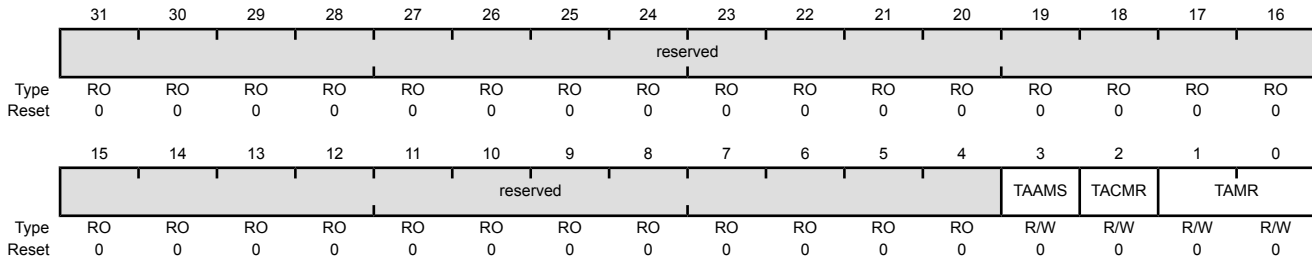 31 30 29 28 27 26 25 24 23 22 21 20 19 18 17 16
reserved
Type RO RO RO RO RO RO RO RO RO RO RO RO RO RO RO RO
Reset 0 0 0 0 0 0 0 0 0 0 0 0 0 0 0 0
15 14 13 12 11 10 9 8 7 6 5 4 3 2 1 0
reserved TAAMS TACMR TAMR
Type RO RO RO RO RO RO RO RO RO RO RO RO R/W R/W R/W R/W
Reset 0 0 0 0 0 0 0 0 0 0 0 0 0 0 0 0